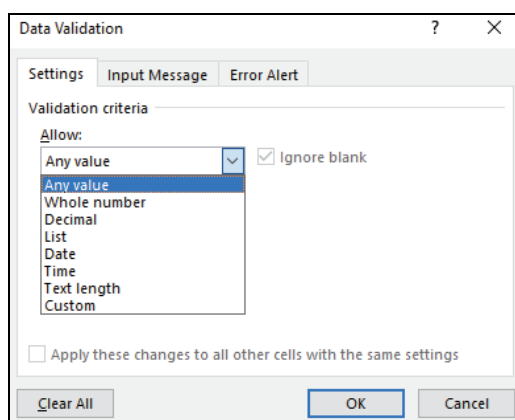 Data Validation ? X
Settings Input Message Error Alert
Validation criteria
Allow:
Any value Ignore blank
Any value
Whole number
Decimal
List
Date
Time
Text length
Custom
Apply these changes to all other cells with the same settings
Clear All OK Cancel